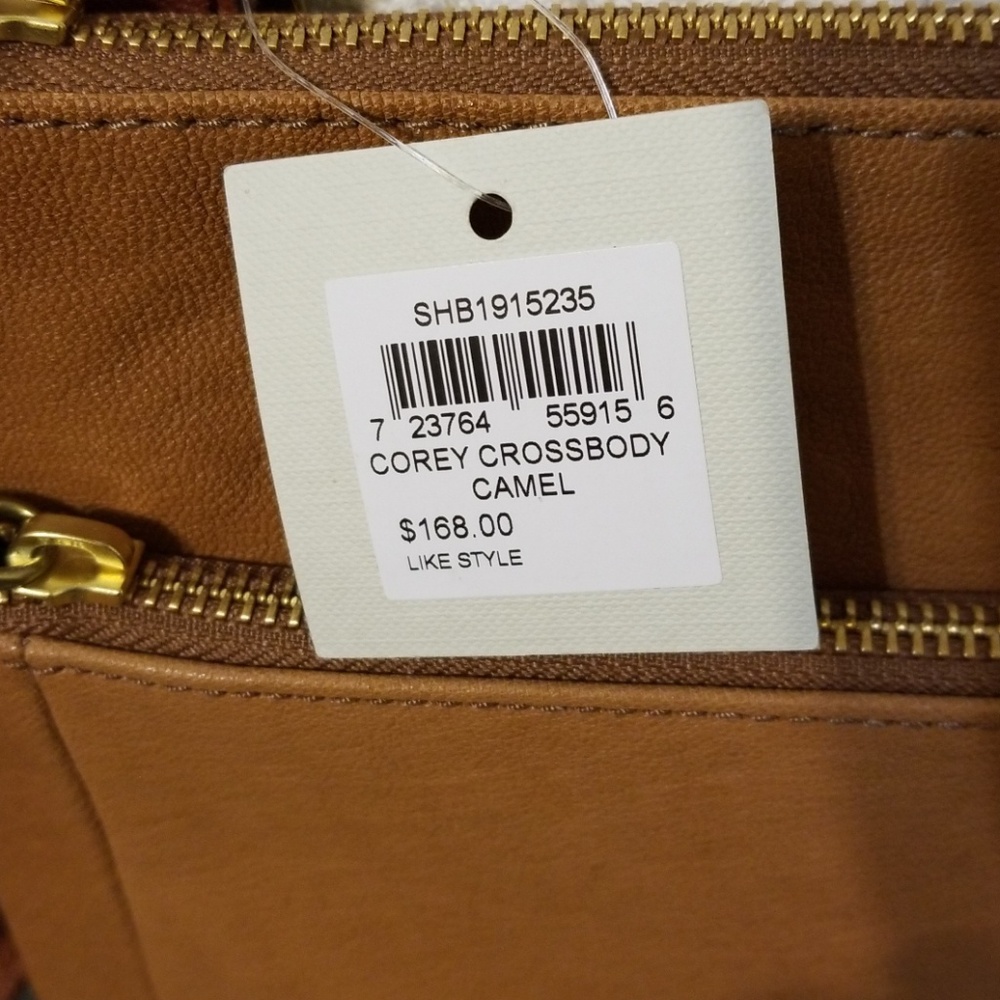 SHB1915235
7 23764 55915 6
COREY CROSSBODY
CAMEL
$168.00
LIKE STYLE